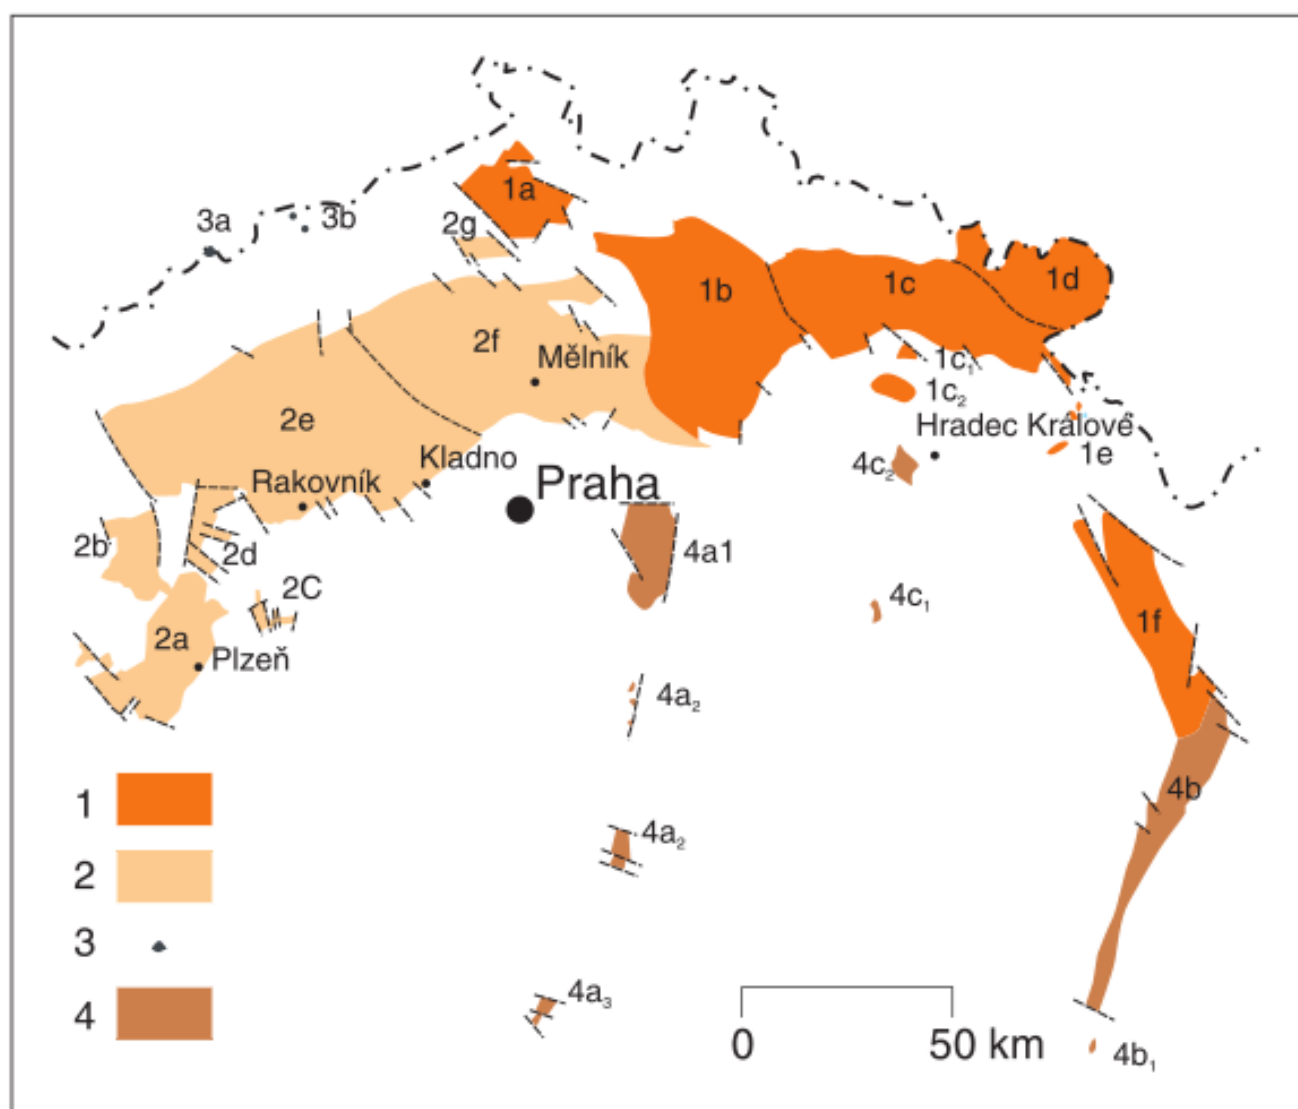 1a
3a
3b
2g
1b
1c
1d
2f
Mělník
1c₁
1c₂
2e
Hradec Králové
1e
Kladno
4c₂
Rakovník
Praha
2b
2d
4a1
2C
4c₁
1f
2a
Plzeň
4a₂
4b
1
4a₂
2
3
4a₃
4
0 50 km
4b₁